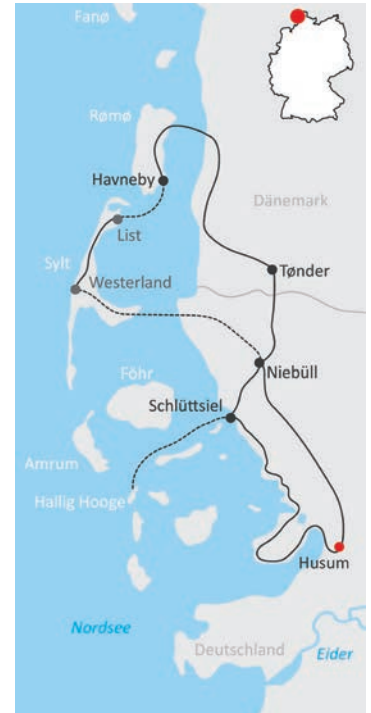 Fanø
Rømø
Havneby
Dänemark
List
Sylt
Westerland
Tønder
Niebüll
Föhr
Schlüttsiel
Amrum
Hallig Hooge
Husum
Nordsee
Deutschland
Eider